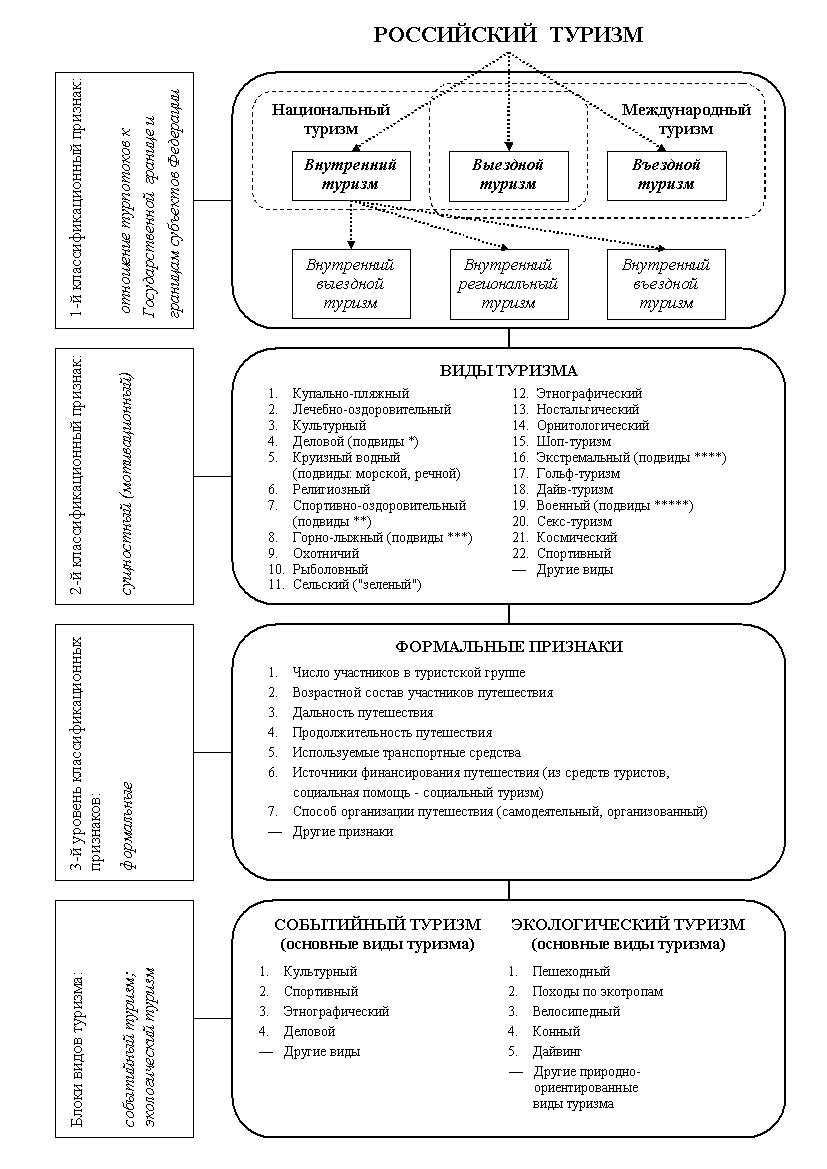 РОССИЙСКИЙ ТУРИЗМ
1-й классификационный признак:
отношение турпотоков к
Государственной границе и
границам субъектов Федерации
Национальный
туризм
Международный
туризм
Внутренний
туризм
Выездной
туризм
Въездной
туризм
Внутренний
выездной
туризм
Внутренний
региональный
туризм
Внутренний
въездной
туризм
2-й классификационный признак:
сущностный (мотивационный)
ВИДЫ ТУРИЗМА
1. Купально-пляжный
2. Лечебно-оздоровительный
3. Культурный
4. Деловой (подвиды *)
5. Круизный водный
(подвиды: морской, речной)
6. Религиозный
7. Спортивно-оздоровительный
(подвиды **)
8. Горно-лыжный (подвиды ***)
9. Охотничий
10. Рыболовный
11. Сельский ("зеленый")
12. Этнографический
13. Ностальгический
14. Орнитологический
15. Шоп-туризм
16. Экстремальный (подвиды ****)
17. Гольф-туризм
18. Дайв-туризм
19. Военный (подвиды *****)
20. Секс-туризм
21. Космический
22. Спортивный
— Другие виды
3-й уровень классификационных
признаков:
формальные
ФОРМАЛЬНЫЕ ПРИЗНАКИ
1. Число участников в туристской группе
2. Возрастной состав участников путешествия
3. Дальность путешествия
4. Продолжительность путешествия
5. Используемые транспортные средства
6. Источники финансирования путешествия (из средств туристов,
социальная помощь - социальный туризм)
7. Способ организации путешествия (самодеятельный, организованный)
— Другие признаки
Блоки видов туризма:
событийный туризм;
экологический туризм
СОБЫТИЙНЫЙ ТУРИЗМ
(основные виды туризма)
1. Культурный
2. Спортивный
3. Этнографический
4. Деловой
— Другие виды
ЭКОЛОГИЧЕСКИЙ ТУРИЗМ
(основные виды туризма)
1. Пешеходный
2. Походы по экотропам
3. Велосипедный
4. Конный
5. Дайвинг
— Другие природно-
ориентированные
виды туризма